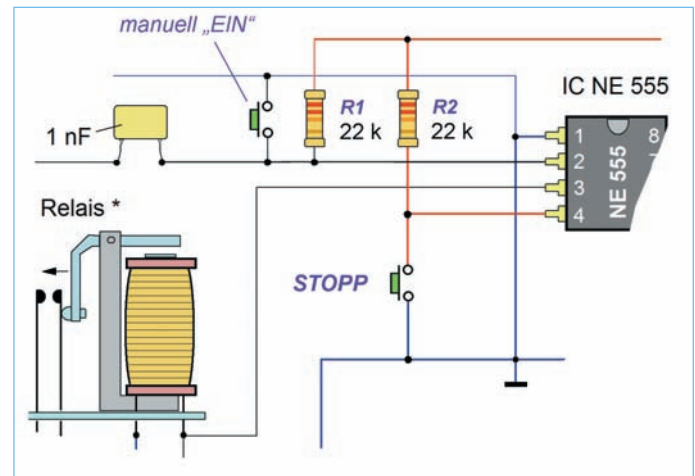 manuell „EIN“
IC NE 555
1 nF
R1
22 k
R2
22 k
1
2
3
4
8
7
NE 555
Relais *
STOPP